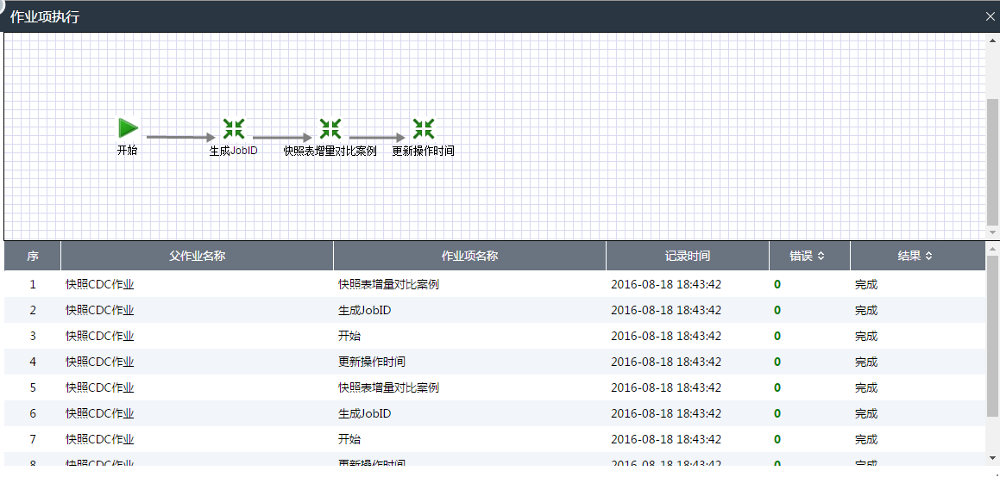 作业项执行
开始 生成JobID 快照表增量对比案例 更新操作时间
序 父作业名称 作业项名称 记录时间 错误 结果
1 快照CDC作业 快照表增量对比案例 2016-08-18 18:43:42 0 完成
2 快照CDC作业 生成JobID 2016-08-18 18:43:42 0 完成
3 快照CDC作业 开始 2016-08-18 18:43:42 0 完成
4 快照CDC作业 更新操作时间 2016-08-18 18:43:42 0 完成
5 快照CDC作业 快照表增量对比案例 2016-08-18 18:43:42 0 完成
6 快照CDC作业 生成JobID 2016-08-18 18:43:42 0 完成
7 快照CDC作业 开始 2016-08-18 18:43:42 0 完成
8 快照CDC作业 更新操作时间 2016-08-18 18:43:42 0 完成